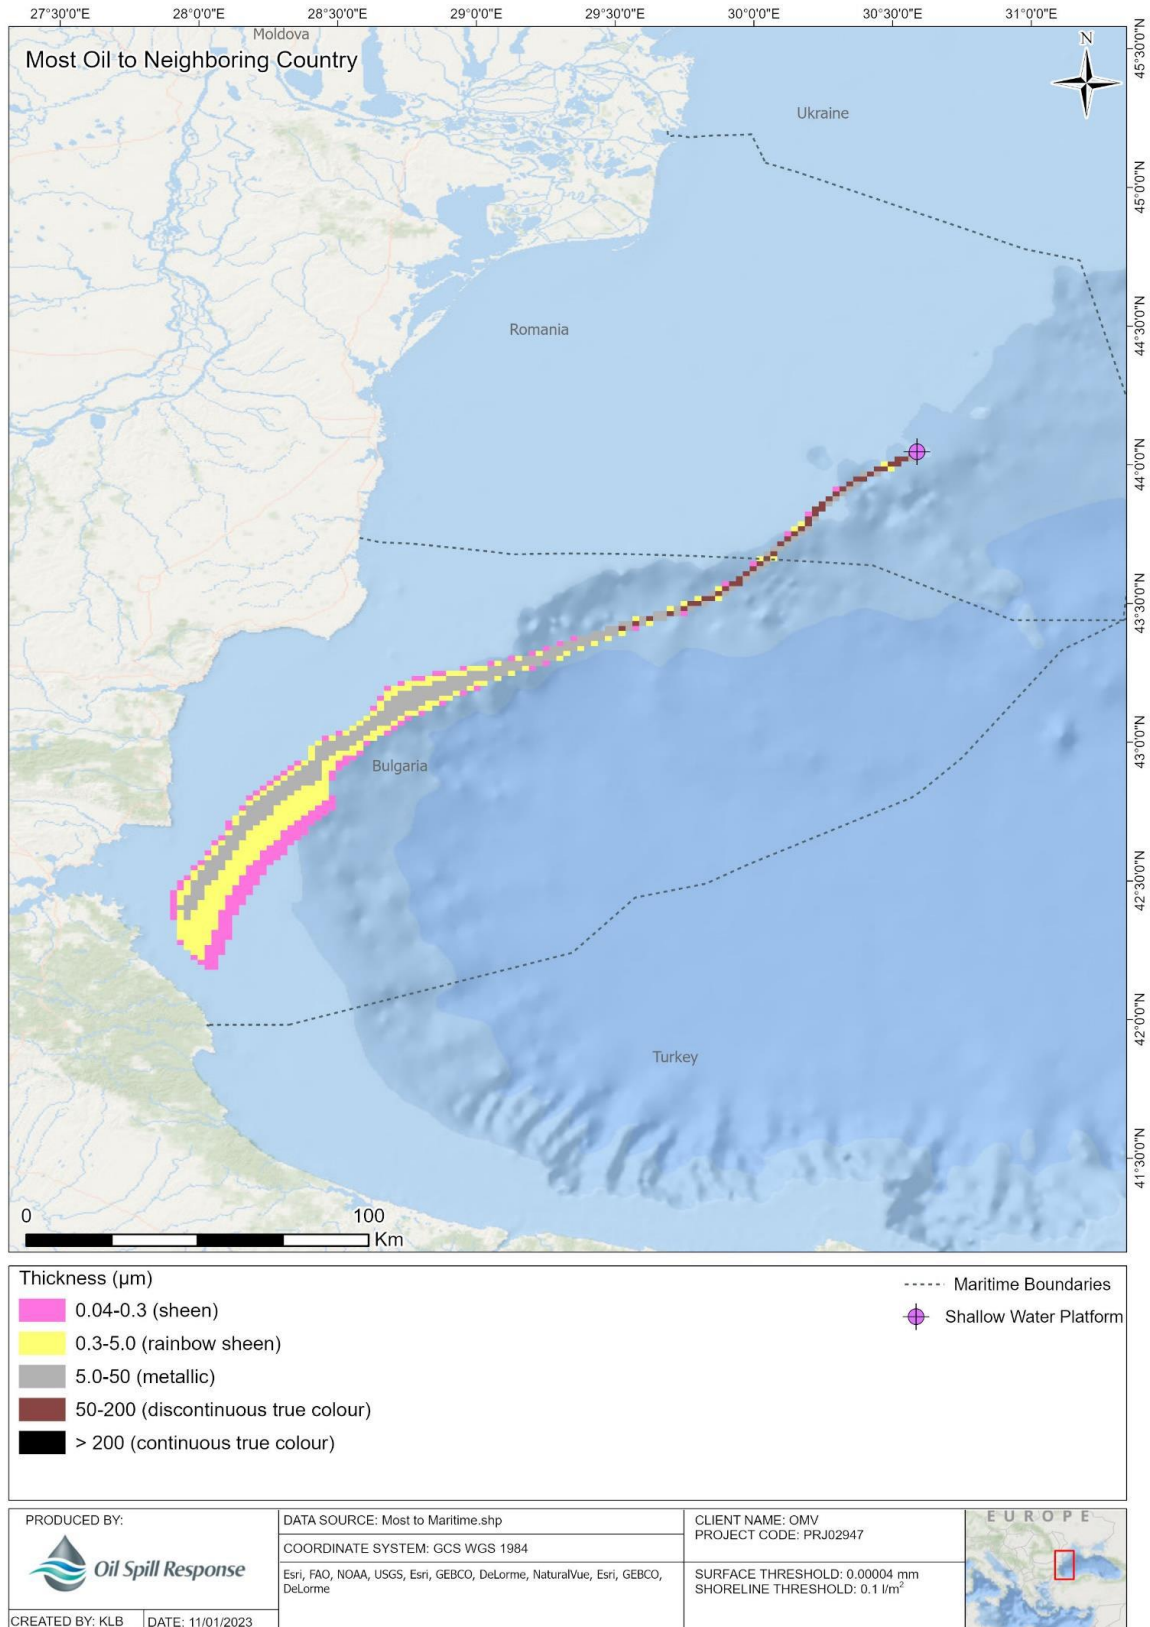 27°30'0"E 28°0'0"E 28°30'0"E 29°0'0"E 29°30'0"E 30°0'0"E 30°30'0"E 31°0'0"E
Moldova
Most Oil to Neighboring Country
N
Ukraine
Romania
Bulgaria
Turkey
45°30'0"N
45°0'0"N
44°30'0"N
44°0'0"N
43°30'0"N
43°0'0"N
42°30'0"N
42°0'0"N
41°30'0"N
0 100
Km
Thickness (µm)
0.04-0.3 (sheen)
0.3-5.0 (rainbow sheen)
5.0-50 (metallic)
50-200 (discontinuous true colour)
> 200 (continuous true colour)
Maritime Boundaries
Shallow Water Platform
PRODUCED BY:
Oil Spill Response
CREATED BY: KLB DATE: 11/01/2023
DATA SOURCE: Most to Maritime.shp
COORDINATE SYSTEM: GCS WGS 1984
Esri, FAO, NOAA, USGS, Esri, GEBCO, DeLorme, NaturalVue, Esri, GEBCO,
DeLorme
CLIENT NAME: OMV
PROJECT CODE: PRJ02947
SURFACE THRESHOLD: 0.00004 mm
SHORELINE THRESHOLD: 0.1 l/m²
EUROPE